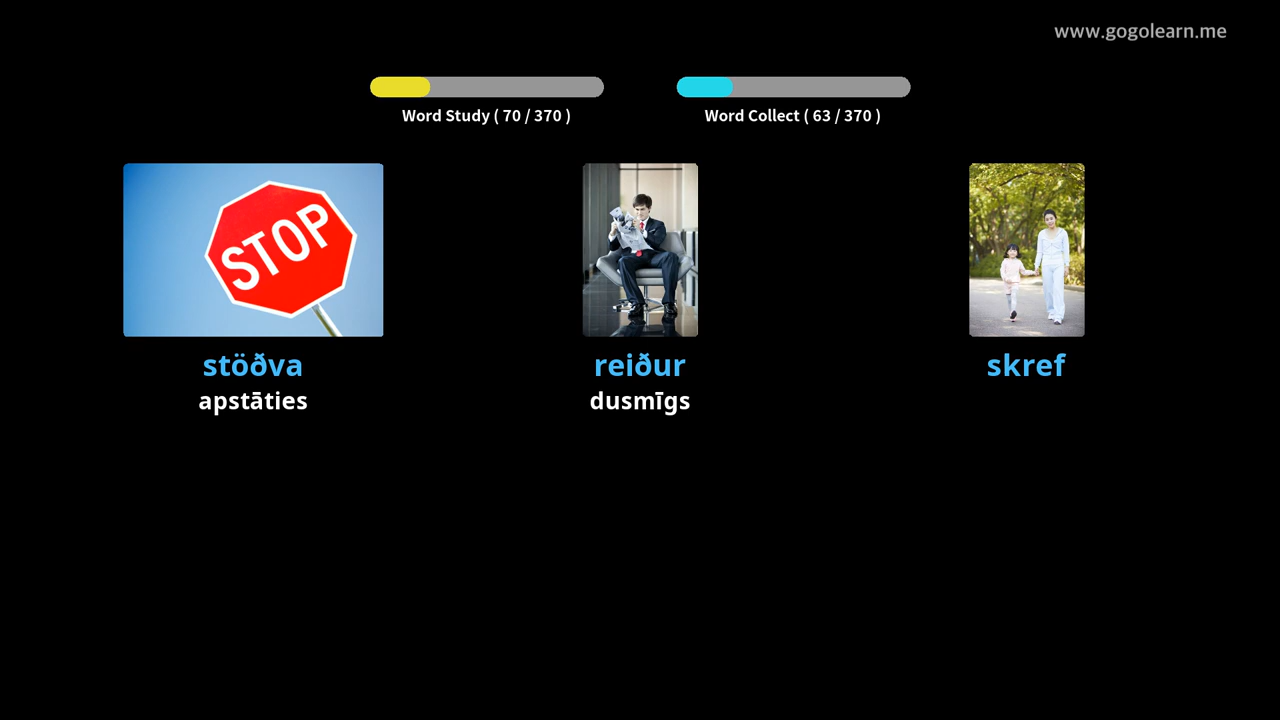 www.gogolearn.me
Word Study ( 70 / 370 )
Word Collect ( 63 / 370 )
STOP
stöðva
apstāties
reiður
dusmīgs
skref